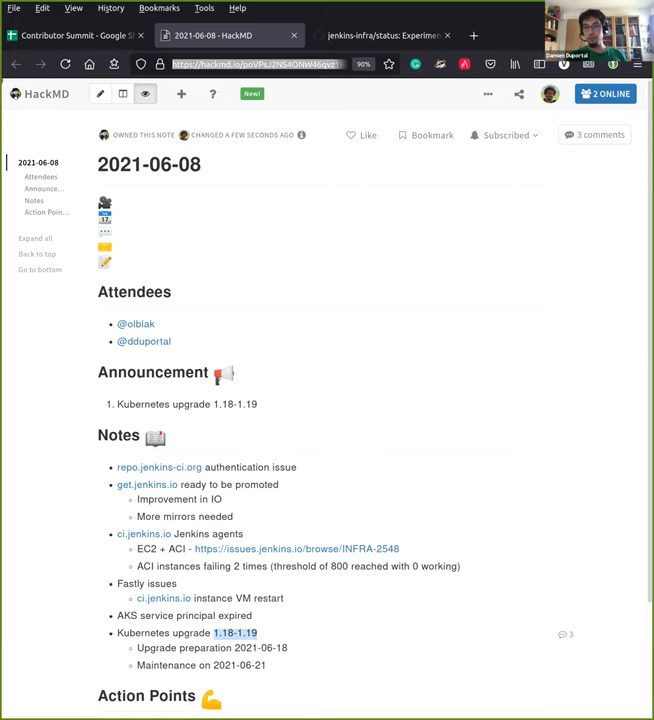 File Edit View History Bookmarks Tools Help
Contributor Summit - Google S
2021-06-08 - HackMD
jenkins-infra/status: Experimen
Damien Duportal
90%
HackMD
New!
2 ONLINE
OWNED THIS NOTE
CHANGED A FEW SECONDS AGO
Like
Bookmark
Subscribed
3 comments
2021-06-08
Attendees
Announce...
Notes
Action Poin...
Expand all
Back to top
Go to bottom
2021-06-08
Attendees
@olblak
@dduportal
Announcement
1. Kubernetes upgrade 1.18-1.19
Notes
repo.jenkins-ci.org authentication issue
get.jenkins.io ready to be promoted
Improvement in IO
More mirrors needed
ci.jenkins.io Jenkins agents
EC2 + ACI - https://issues.jenkins.io/browse/INFRA-2548
ACI instances failing 2 times (threshold of 800 reached with 0 working)
Fastly issues
ci.jenkins.io instance VM restart
AKS service principal expired
Kubernetes upgrade 1.18-1.19
3
Upgrade preparation 2021-06-18
Maintenance on 2021-06-21
Action Points